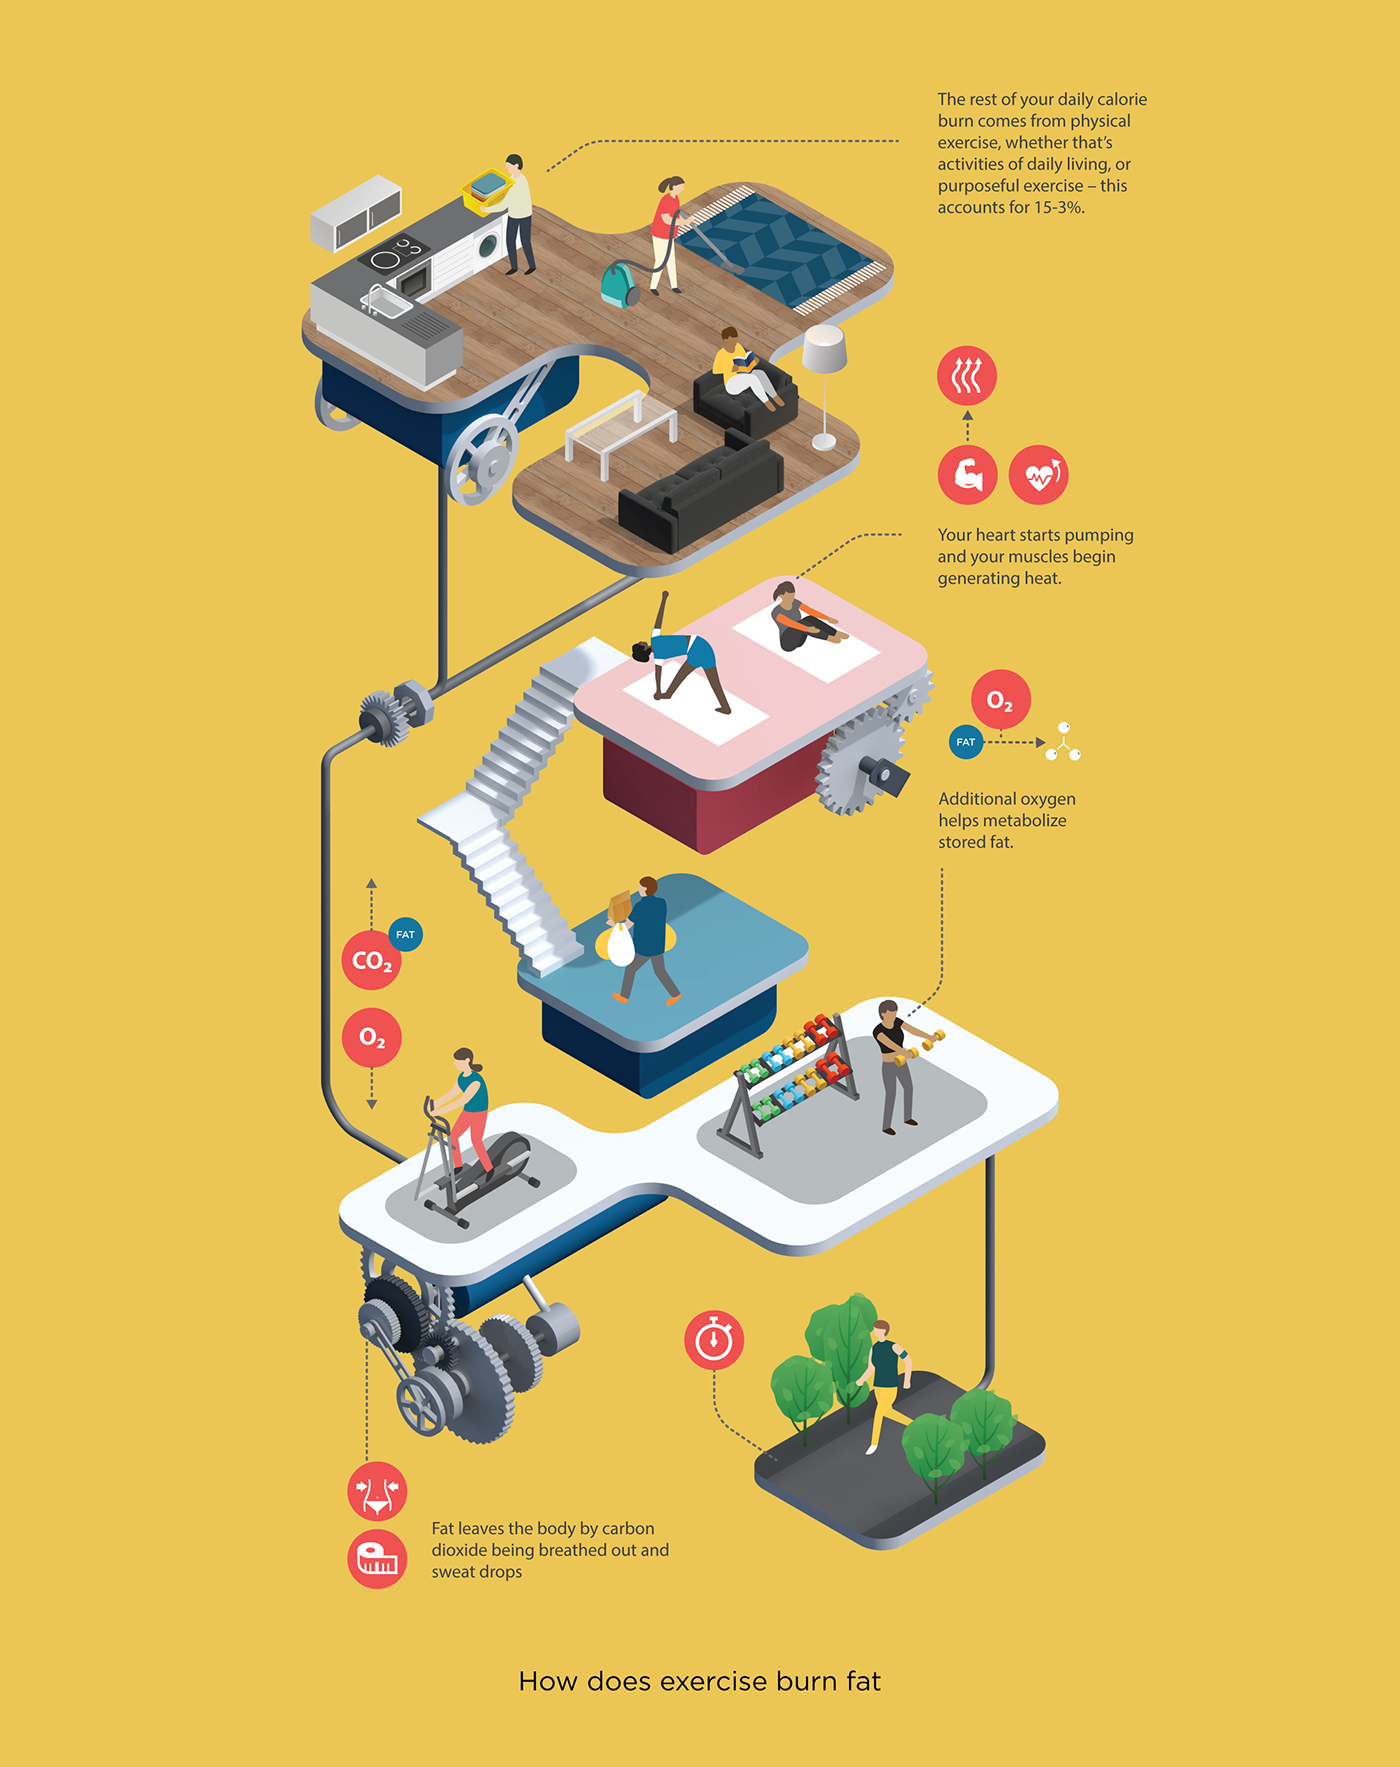 The rest of your daily calorie
burn comes from physical
exercise, whether that's
activities of daily living, or
purposeful exercise – this
accounts for 15-3%.
Your heart starts pumping
and your muscles begin
generating heat.
O₂
FAT
Additional oxygen
helps metabolize
stored fat.
FAT
CO₂
O₂
Fat leaves the body by carbon
dioxide being breathed out and
sweat drops
How does exercise burn fat